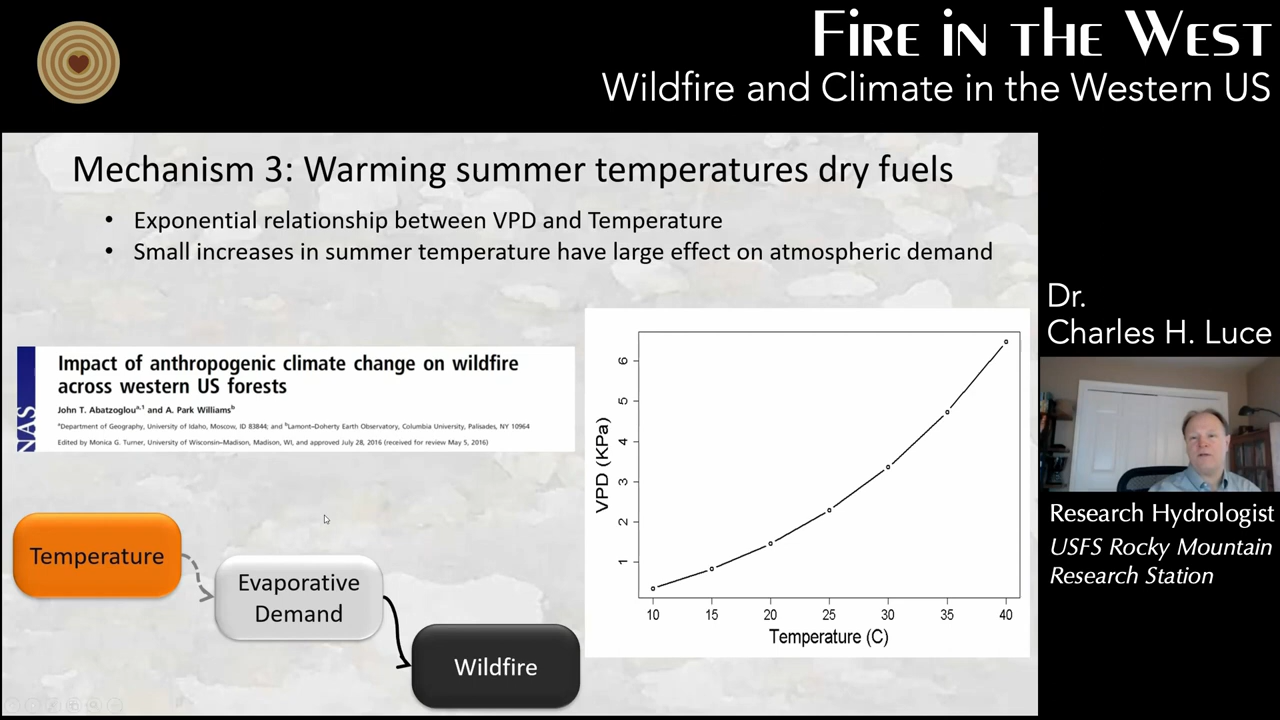 FIRE IN THE WEST
Wildfire and Climate in the Western US
Mechanism 3: Warming summer temperatures dry fuels
• Exponential relationship between VPD and Temperature
• Small increases in summer temperature have large effect on atmospheric demand
NAS
Impact of anthropogenic climate change on wildfire
across western US forests
John T. Abatzogloua,1 and A. Park Williamsb
aDepartment of Geography, University of Idaho, Moscow, ID 83844; and bLamont–Doherty Earth Observatory, Columbia University, Palisades, NY 10964
Edited by Monica G. Turner, University of Wisconsin–Madison, Madison, WI, and approved July 28, 2016 (received for review May 5, 2016)
Temperature
Evaporative
Demand
Wildfire
VPD (KPa)
6
5
4
3
2
1
10 15 20 25 30 35 40
Temperature (C)
Dr.
Charles H. Luce
Research Hydrologist
USFS Rocky Mountain
Research Station